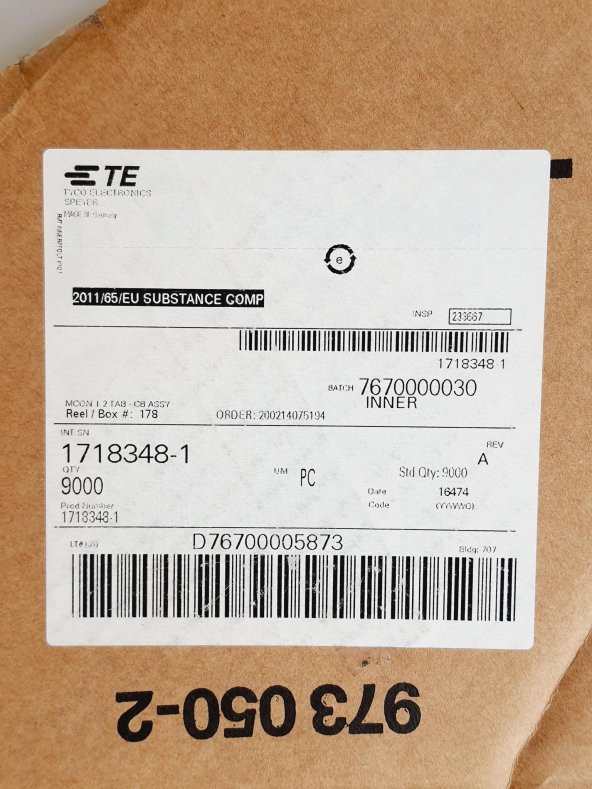 TE
TYCO ELECTRONICS
SPEYER
MADE IN Germany
e
2011/65/EU SUBSTANCE COMP
INSP 233667
1718348-1
BATCH 7670000030
INNER
MCON 1.2 TAB - CB ASSY
Reel / Box #: 178
ORDER: 200214075194
INT SN
1718348-1
REV
A
QTY
9000
UM PC
Std Qty: 9000
Date 16474
Code (YYWWD)
Prod Number
1718348-1
D76700005873
Bldg: 707
973 050-2